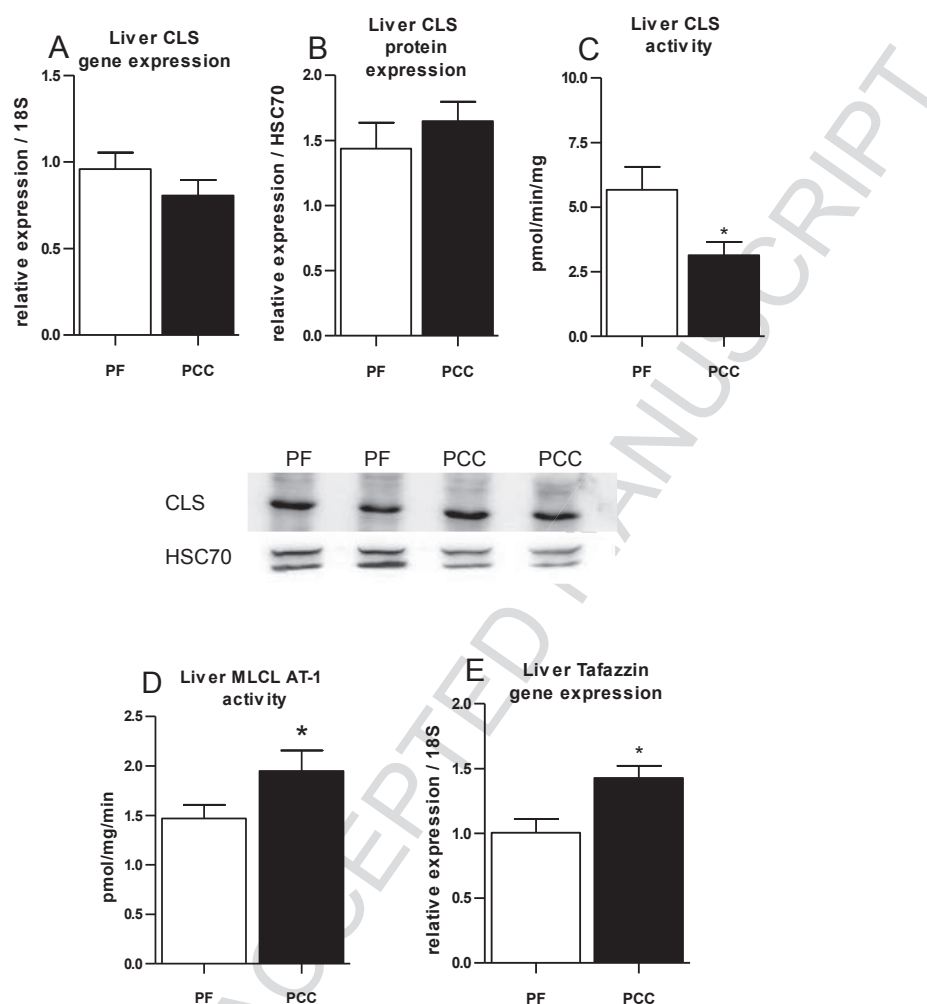 A
Liver CLS
gene expression
relative expression / 18S
1.5
1.0
0.5
0.0
PF
PCC
B
Liver CLS
protein
expression
relative expression / HSC70
2.0
1.5
1.0
0.5
0.0
PF
PCC
C
Liver CLS
activity
pmol/min/mg
10.0
7.5
5.0
2.5
0.0
*
PF
PCC
PF PF PCC PCC
CLS
HSC70
D
Liver MLCL AT-1
activity
pmol/mg/min
2.5
2.0
1.5
1.0
0.5
0.0
*
PF
PCC
E
Liver Tafazzin
gene expression
relative expression / 18S
2.0
1.5
1.0
0.5
0.0
*
PF
PCC
ACCEPTED MANUSCRIPT